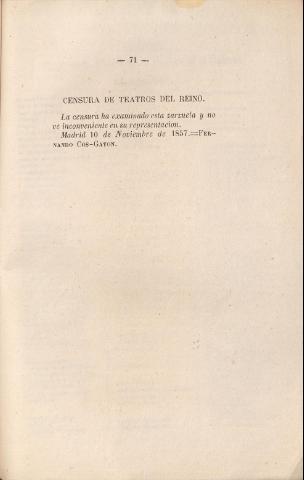 — 71 —
CENSURA DE TEATROS DEL REINO.
La censura ha examinado esta zarzuela y no
ve inconveniente en su representacion.
Madrid 10 de Noviembre de 1857.=FER-
NANDO COS-GAYON.